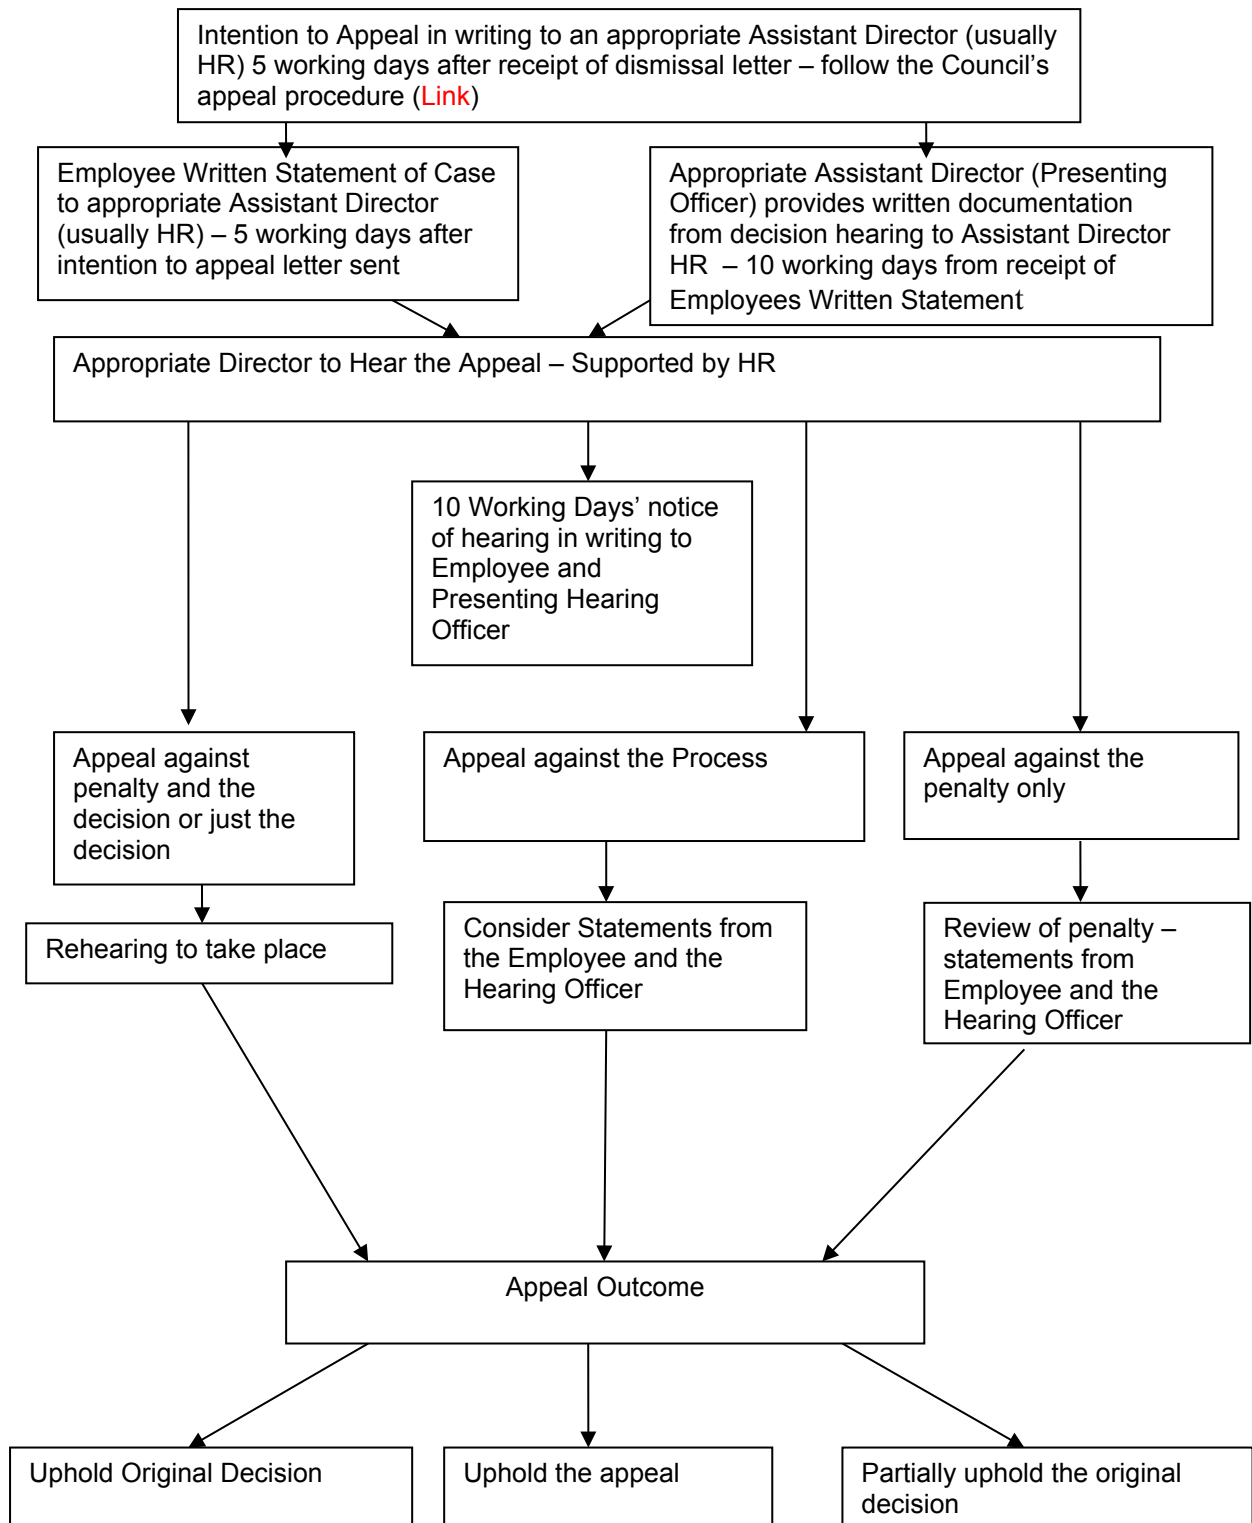 Intention to Appeal in writing to an appropriate Assistant Director (usually
HR) 5 working days after receipt of dismissal letter – follow the Council’s
appeal procedure (Link)
Employee Written Statement of Case
to appropriate Assistant Director
(usually HR) – 5 working days after
intention to appeal letter sent
Appropriate Assistant Director (Presenting
Officer) provides written documentation
from decision hearing to Assistant Director
HR – 10 working days from receipt of
Employees Written Statement
Appropriate Director to Hear the Appeal – Supported by HR
10 Working Days’ notice
of hearing in writing to
Employee and
Presenting Hearing
Officer
Appeal against
penalty and the
decision or just the
decision
Appeal against the Process
Appeal against the
penalty only
Rehearing to take place
Consider Statements from
the Employee and the
Hearing Officer
Review of penalty –
statements from
Employee and the
Hearing Officer
Appeal Outcome
Uphold Original Decision
Uphold the appeal
Partially uphold the original
decision